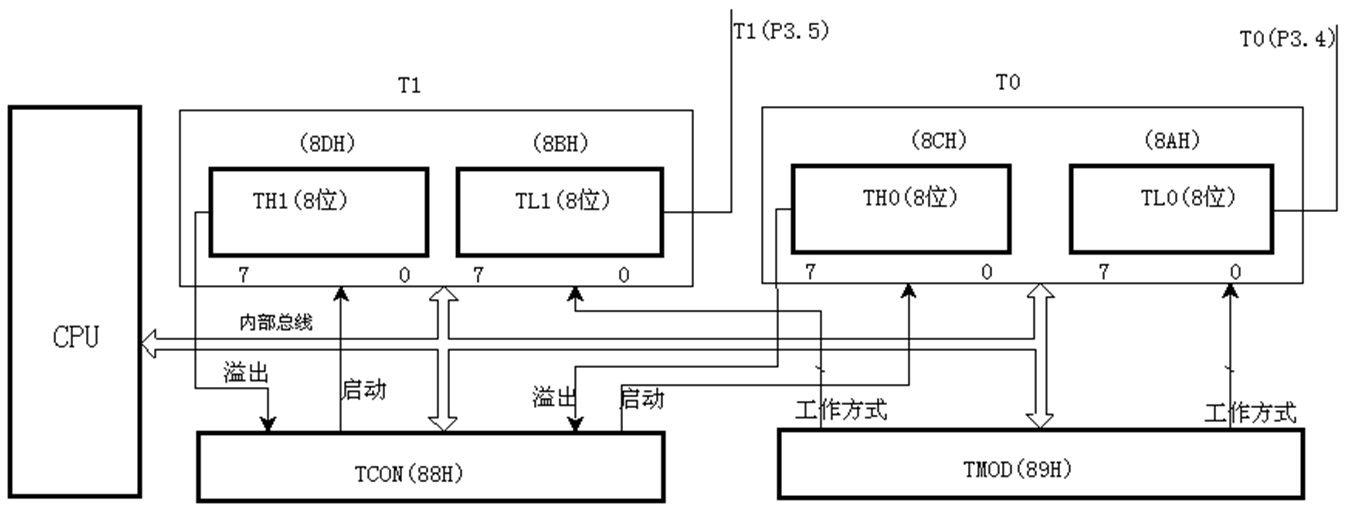 T1(P3.5)
T0(P3.4)
T1
T0
(8DH)
(8BH)
(8CH)
(8AH)
TH1(8位)
TL1(8位)
TH0(8位)
TL0(8位)
7
0
7
0
7
0
7
0
CPU
内部总线
溢出
启动
溢出
启动
工作方式
工作方式
TCON(88H)
TMOD(89H)